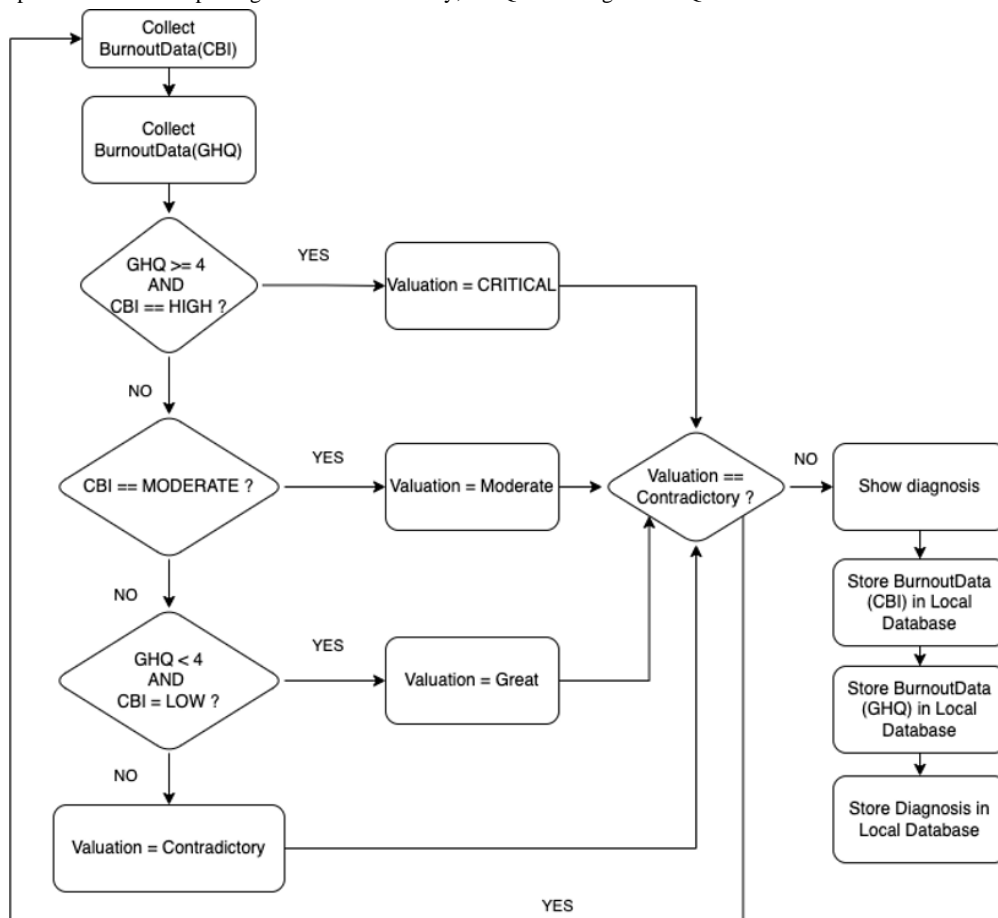 Collect
BurnoutData(CBI)
Collect
BurnoutData(GHQ)
GHQ >= 4
AND
CBI == HIGH ?
YES
Valuation = CRITICAL
NO
CBI == MODERATE ?
YES
Valuation = Moderate
Valuation ==
Contradictory ?
NO
Show diagnosis
Store BurnoutData
(CBI) in Local
Database
NO
GHQ < 4
AND
CBI = LOW ?
YES
Valuation = Great
Store BurnoutData
(GHQ) in Local
Database
NO
Valuation = Contradictory
Store Diagnosis in
Local Database
YES